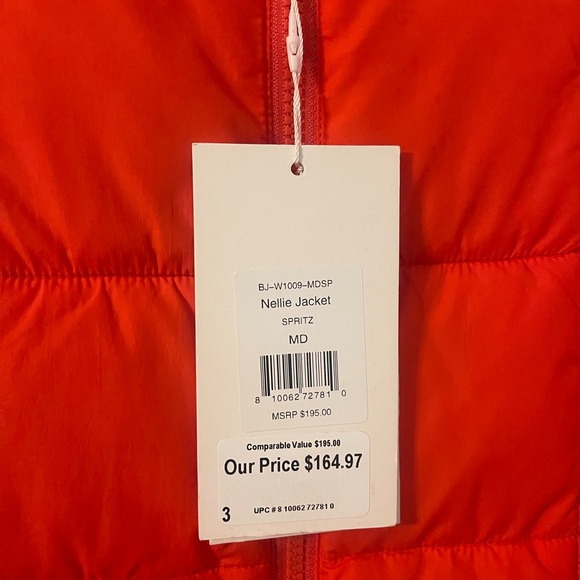 BJ-W1009-MDSP
Nellie Jacket
SPRITZ
MD
8 10062 72781 0
MSRP $195.00
Comparable Value $195.00
Our Price $164.97
3 UPC # 8 10062 72781 0